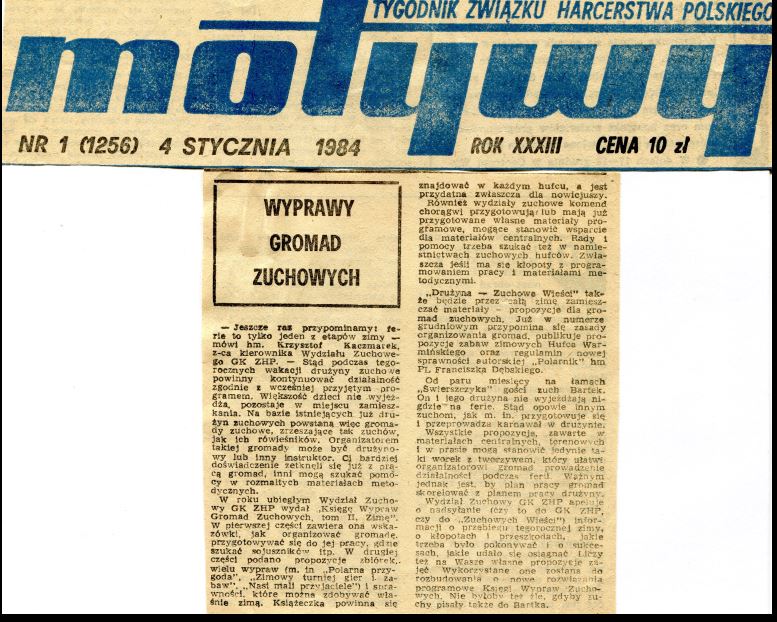 TYGODNIK ZWIĄZKU HARCERSTWA POLSKIEGO
motywy
NR 1 (1256) 4 STYCZNIA 1984 ROK XXXIII CENA 10 zł
WYPRAWY
GROMAD
ZUCHOWYCH
— Jeszcze raz przypominamy: fe-
rie to tylko jeden z etapów zimy —
mówi hm. Krzysztof Kaczmarek,
z-ca kierownika Wydziału Zuchowe-
go GK ZHP. — Stąd podczas tego-
rocznych wakacji drużyny zuchowe
powinny kontynuować działalność
zgodnie z wcześniej przyjętym pro-
gramem. Większość dzieci nie wyjeż-
dża, pozostaje w miejscu zamiesz-
kania. Na bazie istniejących już dru-
żyn zuchowych powstaną więc groma-
dy zuchowe, zrzeszające tak zuchów,
jak ich rówieśników. Organizatorem
takiej gromady może być drużyno-
wy lub inny instruktor. Ci bardziej
doświadczeni zetknęli się już z pra-
cą gromad, inni mogą szukać pomo-
cy w rozmaitych materiałach meto-
dycznych.
W roku ubiegłym Wydział Zucho-
wy GK ZHP wydał „Księgę Wypraw
Gromad Zuchowych, tom II, Zima".
W pierwszej części zawiera ona wska-
zówki, jak organizować gromadę,
przygotowywać się do jej pracy, gdzie
szukać sojuszników itp. W drugiej
części podano propozycje zbiórek,
wielu wypraw (m. in „Polarne przy-
goda", „Zimowy turniej gier i za-
baw", „Nasi mali przyjaciele") i spra-
wności, które można zdobywać wła-
śnie zimą. Książeczka powinna się
znajdować w każdym hufcu, a jest
przydatna zwłaszcza dla nowicjuszy.
Również wydziały zuchowe komend
chorągwi przygotowują lub mają już
przygotowane własne materiały pro-
gramowe, mogące stanowić wsparcie
dla materiałów centralnych. Rady i
pomocy trzeba szukać też w namie-
stnictwach zuchowych hufców. Zwła-
szcza jeśli ma się kłopoty z progra-
mowaniem pracy i materiałami me-
todycznymi.
„Drużyna — Zuchowe Wieści" tak-
że będzie przez całą zimę zamiesz-
czać materiały - propozycje dla gro-
mad zuchowych. Już w numerze
grudniowym przypomina się zasady
organizowania gromad, publikuje pro-
pozycje zabaw zimowych Hufca War-
mińskiego oraz regulamin nowej
sprawności autorskiej „Polarnik" hm
PL Franciszka Dębskiego.
Od paru miesięcy na łamach
„Świerszczyka" gości zuch Bartek.
On i jego drużyna nie wyjeżdżają ni-
gdzie na ferie. Stąd opowie innym
zuchom, jak m. in. przygotowuje się
i przeprowadza karnawał w drużynie.
Wszystkie propozycje, zawarte w
materiałach centralnych, terenowych
i w prasie mogą stanowić jedynie ta-
ki worek z tworzywem, który ułatwi
organizatorowi gromad prowadzenie
działalności podczas ferii. Ważnym
jednak jest, by plan pracy gromad
skorelować z planem pracy drużyny.
Wydział Zuchowy GK ZHP apeluje
o nadsyłanie (czy to do GK ZHP,
czy do „Zuchowych Wieści") infor-
macji o przebiegu tegorocznej zimy,
o kłopotach i przeszkodach, jakie
trzeba było pokonywać i o sukce-
sach, jakie udało się osiągnąć. Liczy
też na Wasze własne propozycje za-
jęć. Wykorzystane one zostaną do
rozbudowania o nowe rozwiązania
programowe Księgi Wypraw Zucho-
wych. Nie byłoby też źle, gdyby zu-
chy pisały także do Bartka.